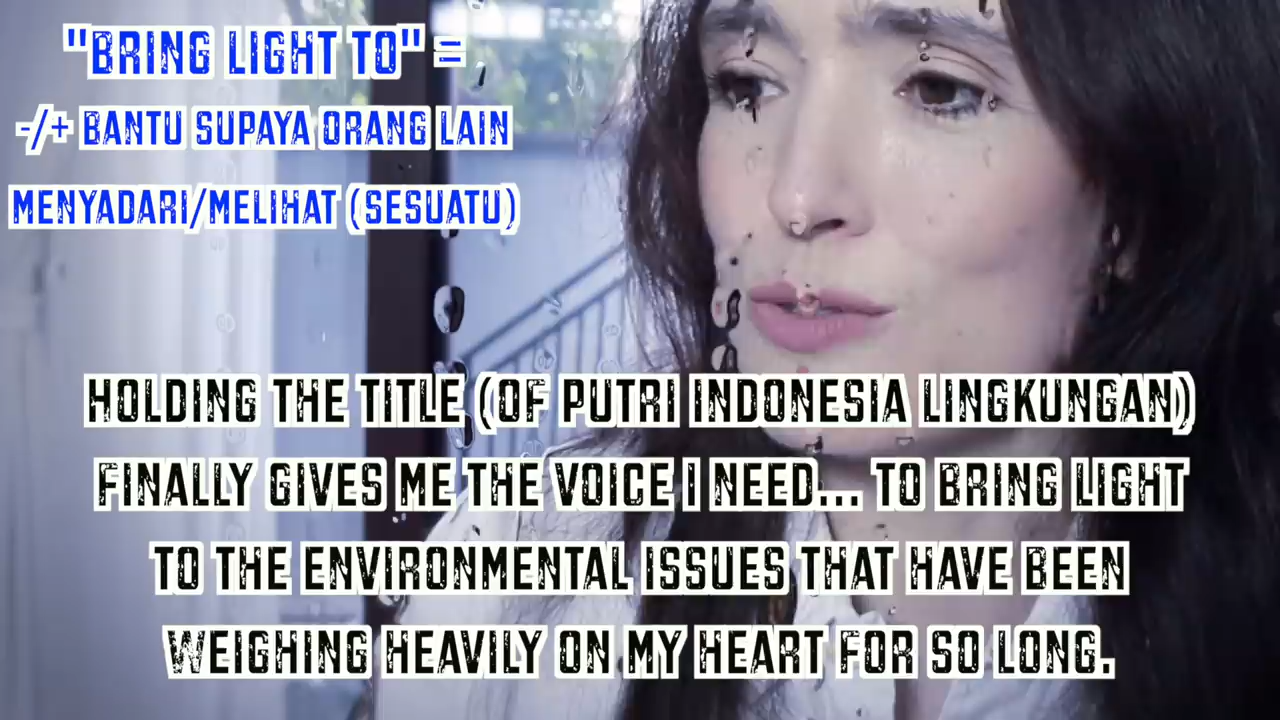 "BRING LIGHT TO" =
-/+ BANTU SUPAYA ORANG LAIN
MENYADARI/MELIHAT (SESUATU)
HOLDING THE TITLE (OF PUTRI INDONESIA LINGKUNGAN)
FINALLY GIVES ME THE VOICE I NEED... TO BRING LIGHT
TO THE ENVIRONMENTAL ISSUES THAT HAVE BEEN
WEIGHING HEAVILY ON MY HEART FOR SO LONG.